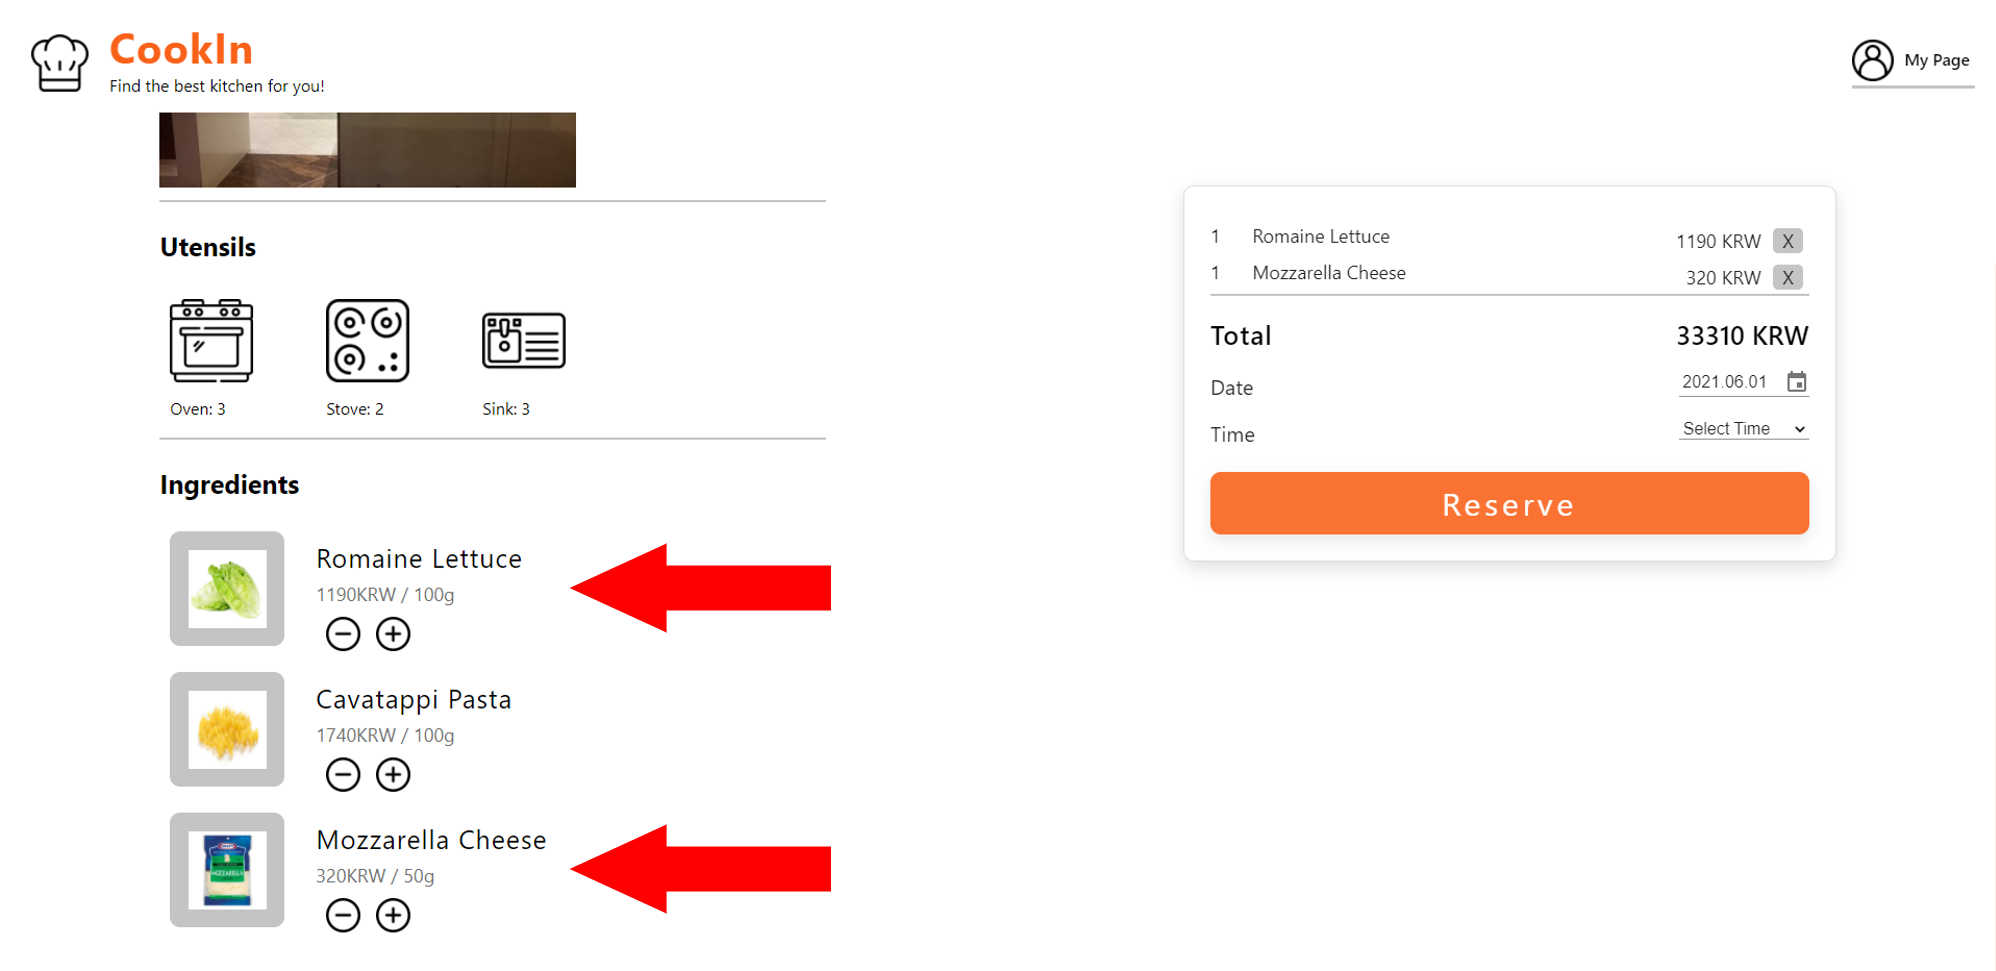 CookIn
Find the best kitchen for you!
My Page
Utensils
Oven: 3
Stove: 2
Sink: 3
Ingredients
Romaine Lettuce
1190KRW / 100g
Cavatappi Pasta
1740KRW / 100g
Mozzarella Cheese
320KRW / 50g
MOZZARELLA
1 Romaine Lettuce 1190 KRW X
1 Mozzarella Cheese 320 KRW X
Total 33310 KRW
Date 2021.06.01
Time Select Time
Reserve